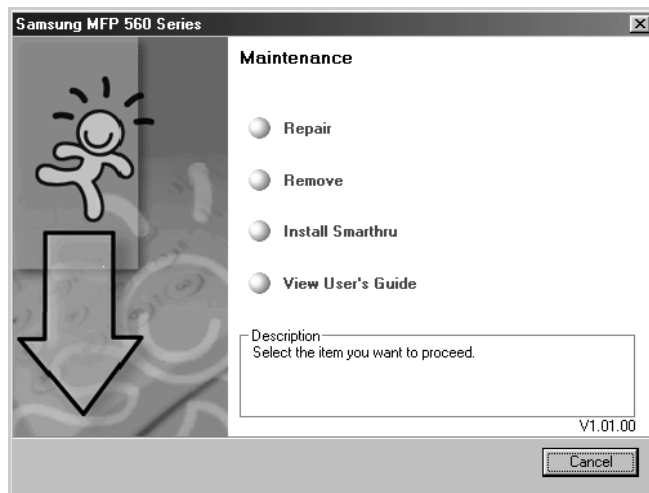 Samsung MFP 560 Series
Maintenance
Repair
Remove
Install Smarthru
View User's Guide
Description
Select the item you want to proceed.
V1.01.00
Cancel